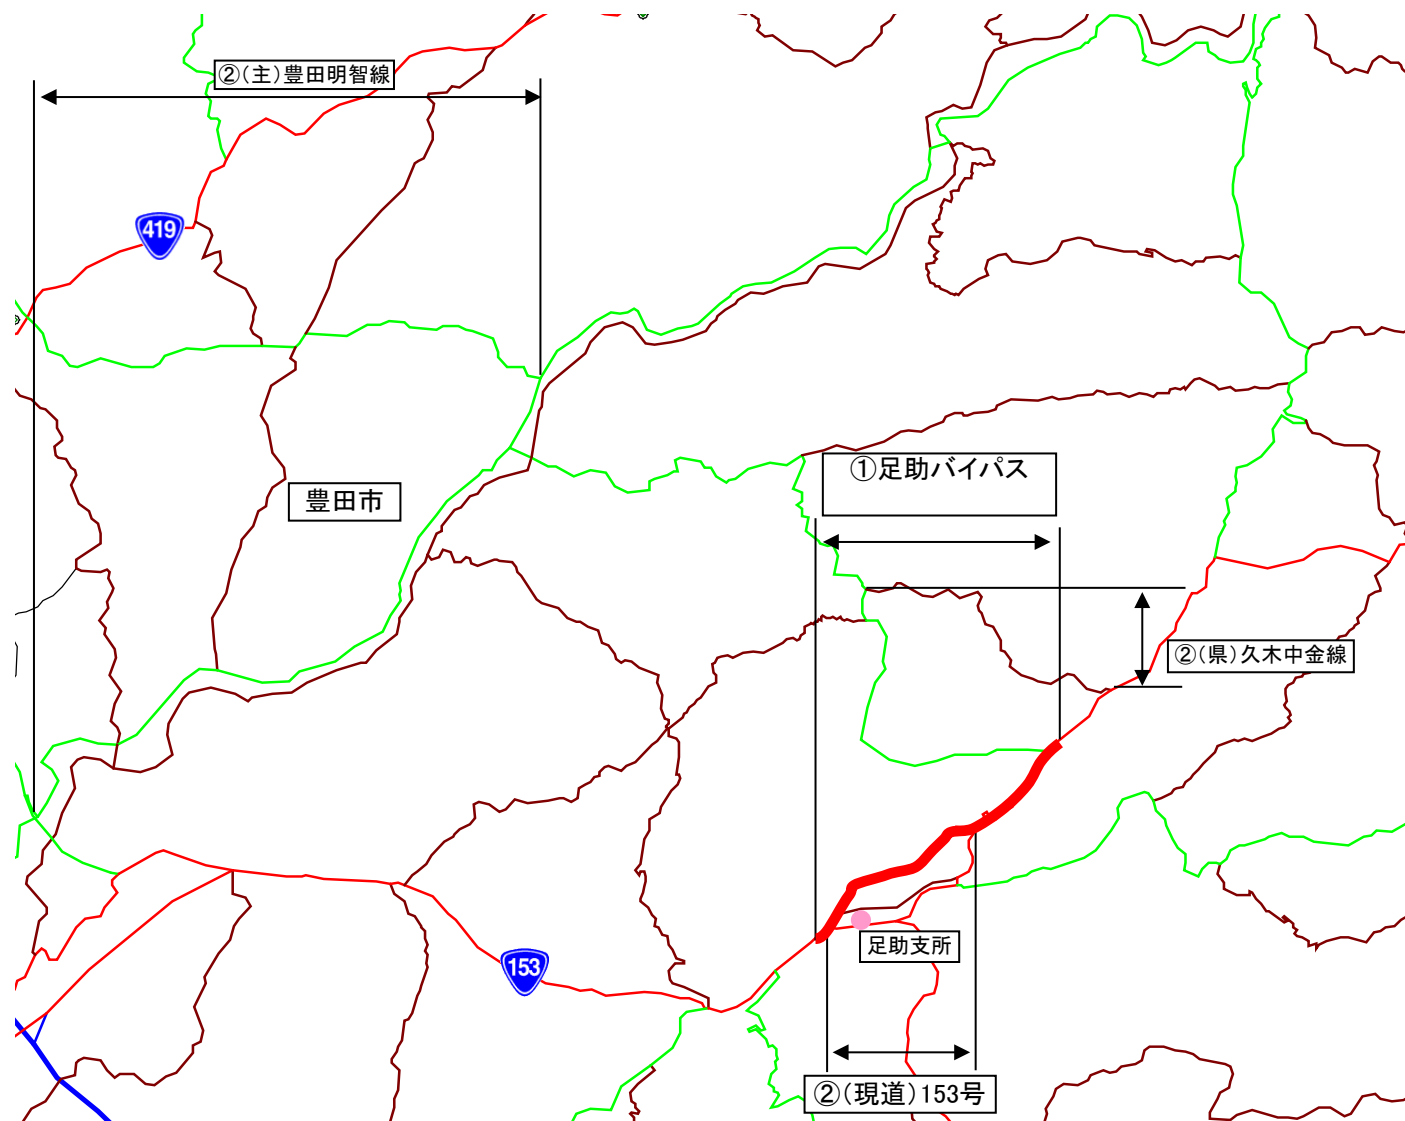 ②(主)豊田明智線
419
①足助バイパス
豊田市
②(県)久木中金線
足助支所
153
②(現道)153号